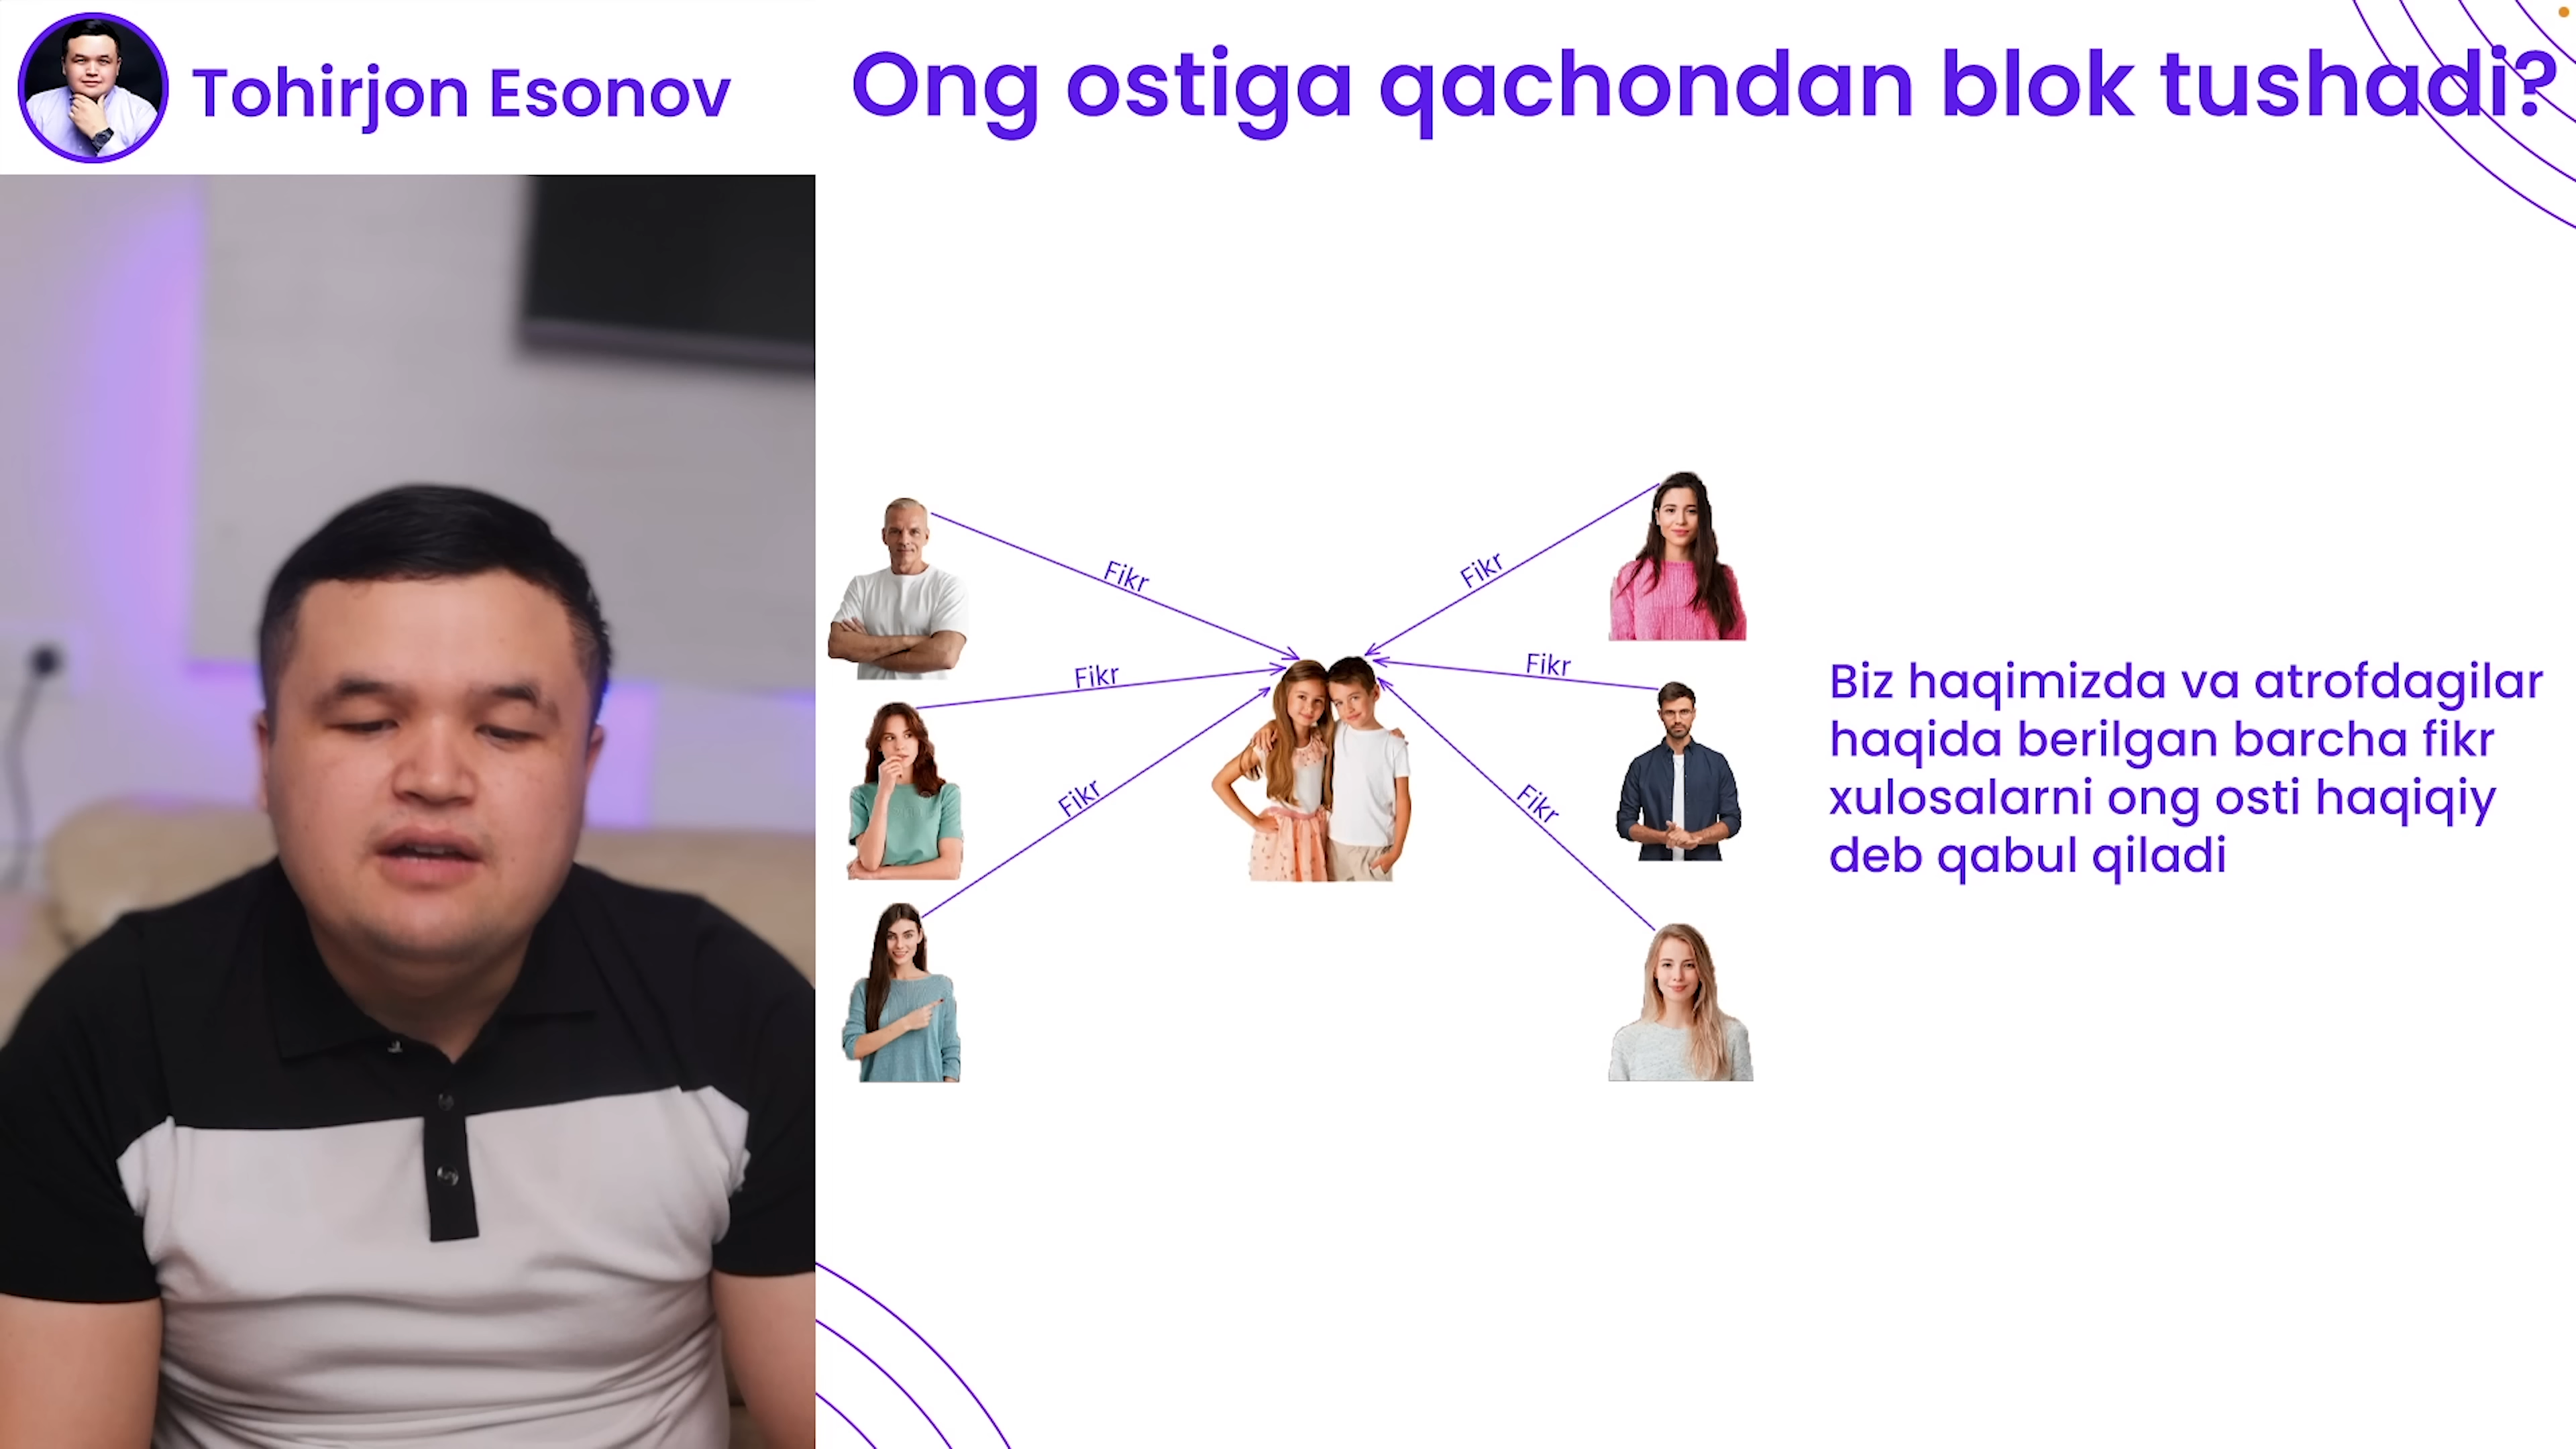 Tohirjon Esonov
Ong ostiga qachondan blok tushadi?
Fikr
Fikr
Fikr
Fikr
Fikr
Fikr
Biz haqimizda va atrofdagilar
haqida berilgan barcha fikr
xulosalarni ong osti haqiqiy
deb qabul qiladi